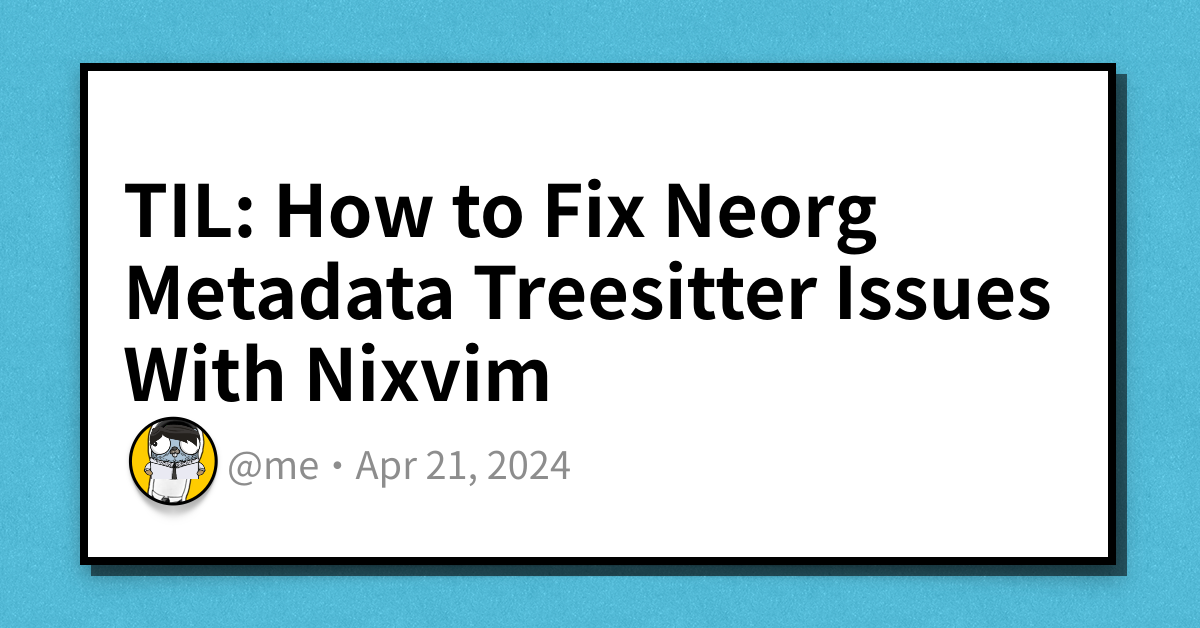 TIL: How to Fix Neorg
Metadata Treesitter Issues
With Nixvim
@me • Apr 21, 2024